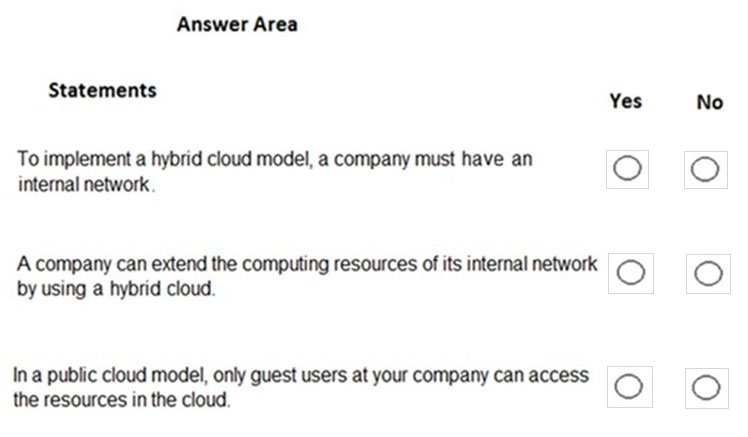 Answer Area
Statements
Yes No
To implement a hybrid cloud model, a company must have an
internal network.
A company can extend the computing resources of its internal network
by using a hybrid cloud.
In a public cloud model, only guest users at your company can access
the resources in the cloud.